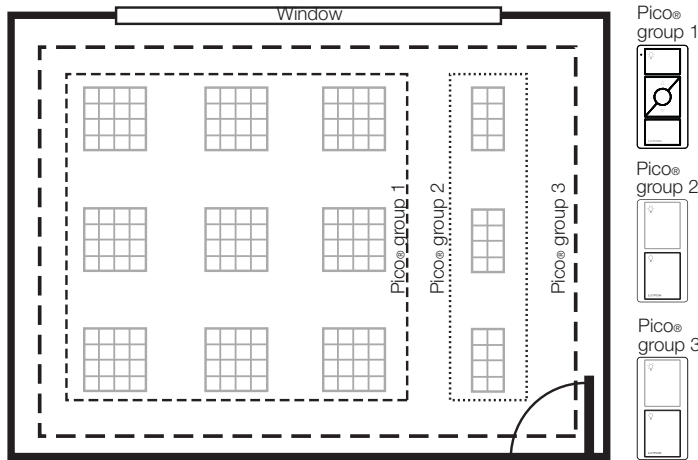 Window
Pico® group 1
Pico® group 2
Pico® group 3
Pico®
group 1
Pico®
group 2
Pico®
group 3